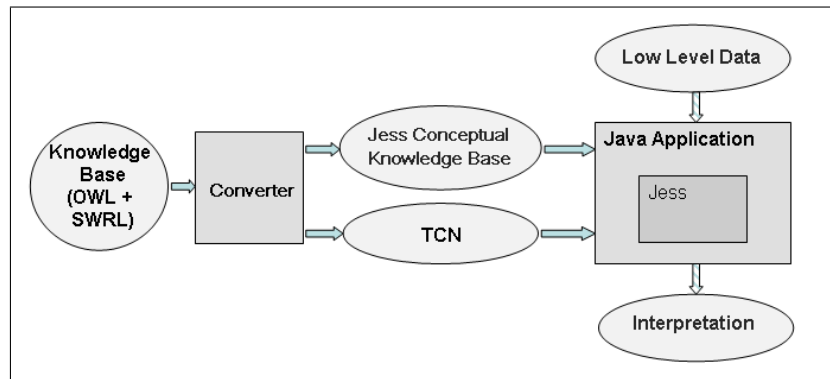 Low Level Data
Knowledge
Base
(OWL +
SWRL)
Converter
Jess Conceptual
Knowledge Base
TCN
Java Application
Jess
Interpretation